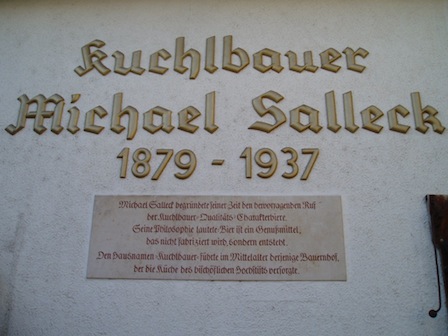 Kuchlbauer
Michael Salleck
1879 - 1937
Michael Salleck begründete seiner Zeit den hervorragenden Ruf
der Kuchlbauer-Qualitäts-Charakterbiere.
Seine Philosophie lautete-Bier ist ein Genußmittel,
das nicht fabriziert wird, sondern entsteht.
Den Hausnamen-Kuchlbauer-führte im Mittelalter derjenige Bauernhof,
der die Küche des bischöflichen Hochstifts versorgte.